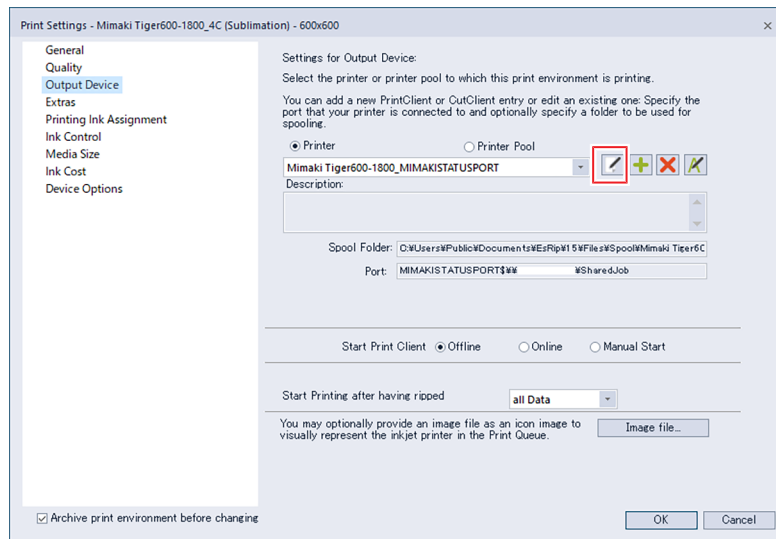 Print Settings - Mimaki Tiger600-1800_4C (Sublimation) - 600x600
General
Quality
Output Device
Extras
Printing Ink Assignment
Ink Control
Media Size
Ink Cost
Device Options
Settings for Output Device:
Select the printer or printer pool to which this print environment is printing.
You can add a new PrintClient or CutClient entry or edit an existing one: Specify the
port that your printer is connected to and optionally specify a folder to be used for
spooling.
Printer
Printer Pool
Mimaki Tiger600-1800_MIMAKISTATUSPORT
Description:
Spool Folder: C:¥Users¥Public¥Documents¥EsRip¥15¥Files¥Spool¥Mimaki Tiger6C
Port: MIMAKISTATUSPORT$¥¥ ¥SharedJob
Start Print Client Offline Online Manual Start
Start Printing after having ripped all Data
You may optionally provide an image file as an icon image to
visually represent the inkjet printer in the Print Queue.
Image file...
Archive print environment before changing
OK
Cancel